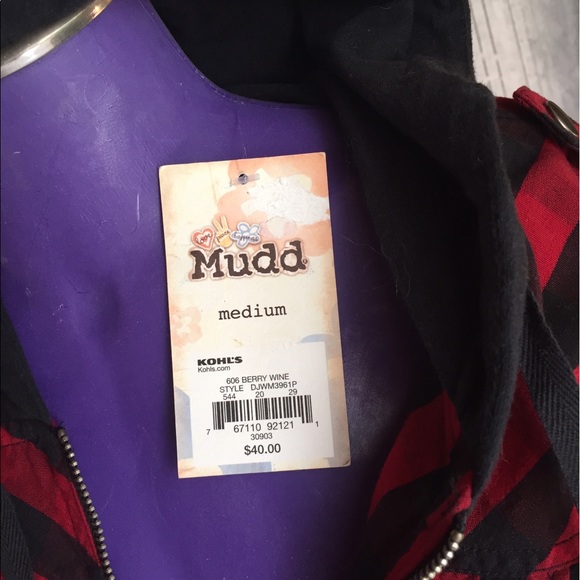 Mudd
medium
KOHL'S
Kohls.com
606 BERRY WINE
STYLE DJWM3961P
544 20 29
7 67110 92121 1
30903
$40.00